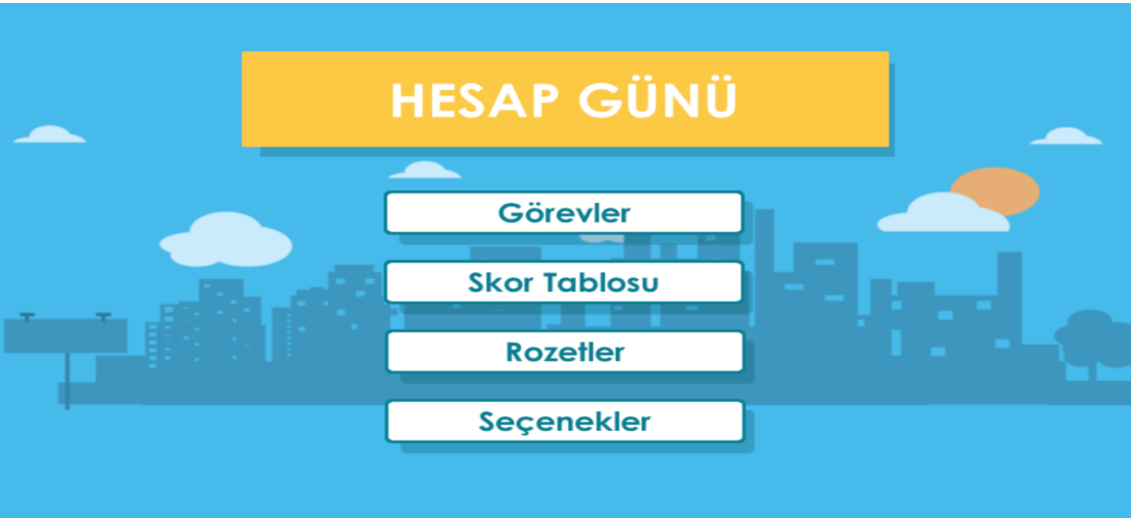 HESAP GÜNÜ
Görevler
Skor Tablosu
Rozetler
Seçenekler